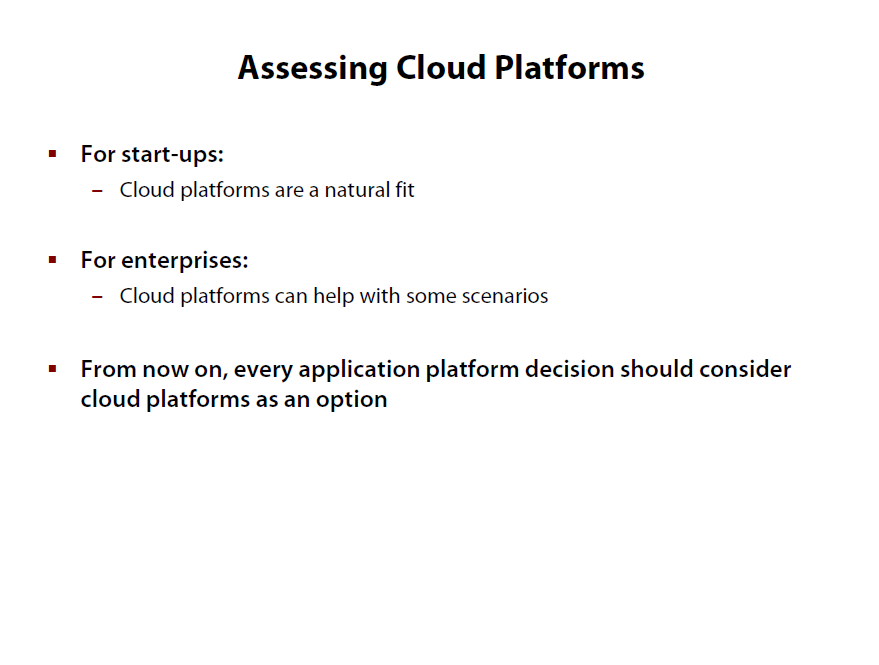 Assessing Cloud Platforms
▪ For start-ups:
– Cloud platforms are a natural fit
▪ For enterprises:
– Cloud platforms can help with some scenarios
▪ From now on, every application platform decision should consider
cloud platforms as an option